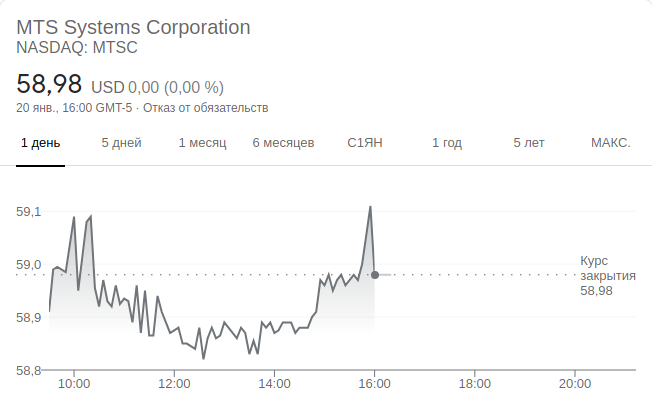 MTS Systems Corporation
NASDAQ: MTSC
58,98 USD 0,00 (0,00 %)
20 янв., 16:00 GMT-5 · Отказ от обязательств
1 день 5 дней 1 месяц 6 месяцев С1ЯН 1 год 5 лет МАКС.
59,1
59,0
58,9
58,8
Курс
закрытия
58,98
10:00 12:00 14:00 16:00 18:00 20:00